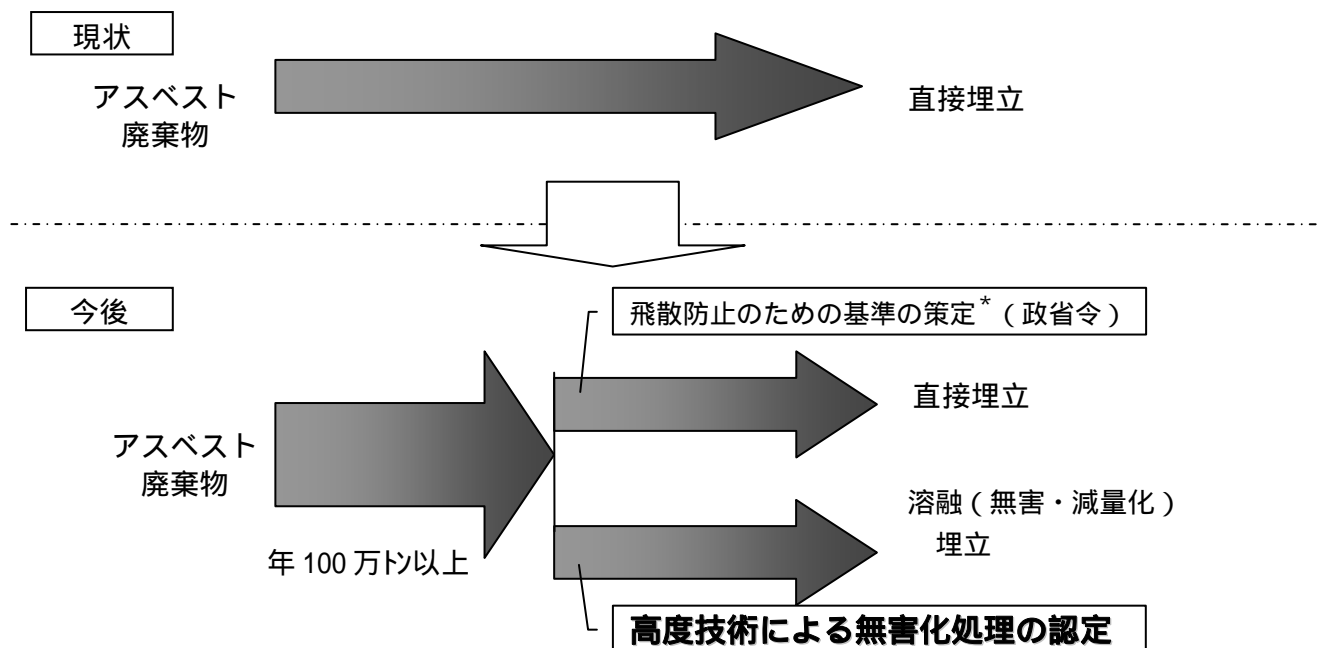 現状
アスベスト
廃棄物
直接埋立
今後
飛散防止のための基準の策定*(政省令)
アスベスト
廃棄物
年 100 万㌧以上
直接埋立
溶融(無害・減量化)
埋立
高度技術による無害化処理の認定